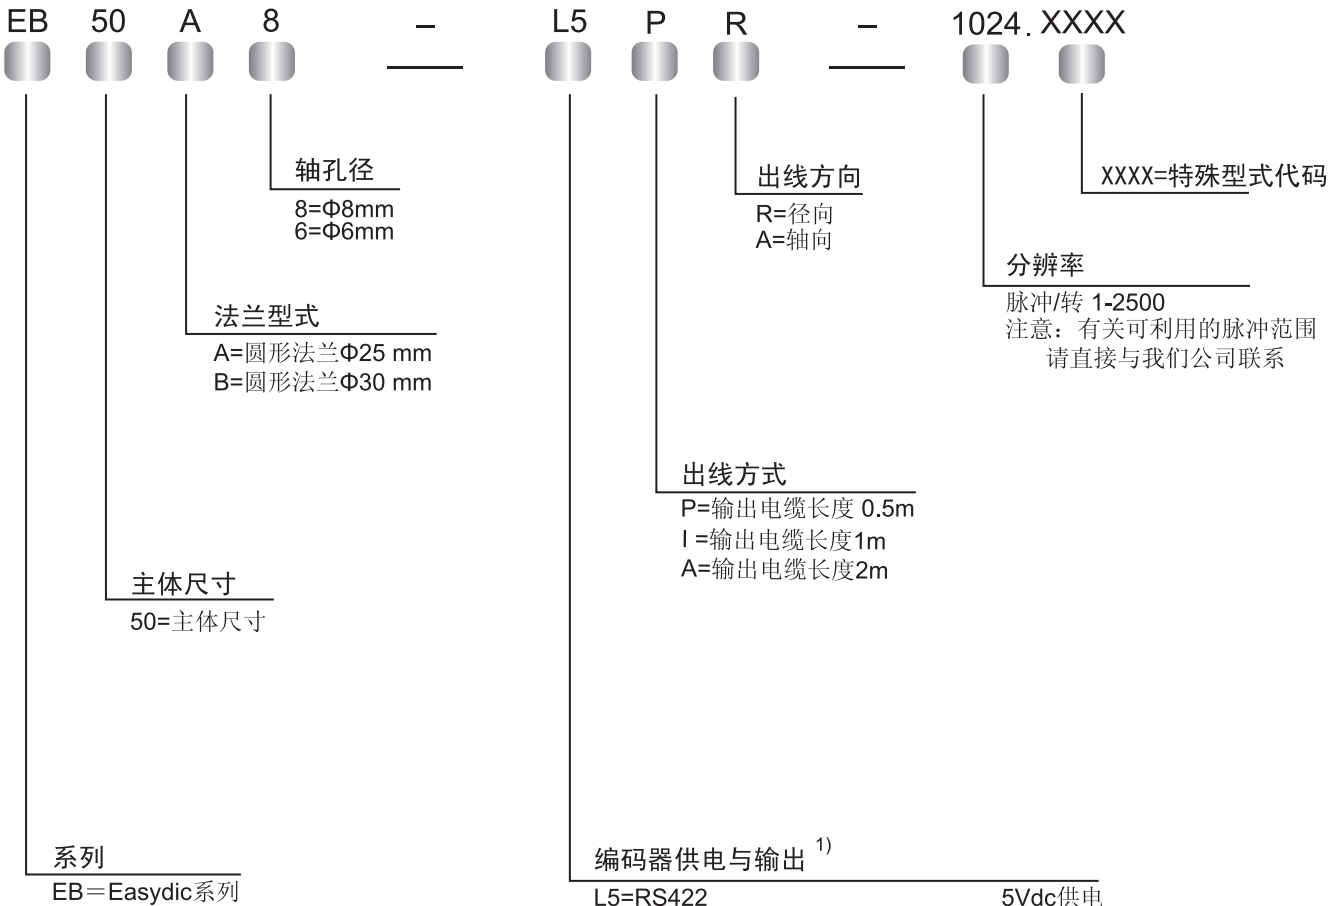 EB 50 A 8 – L5 P R – 1024. XXXX
轴孔径
8=Φ8mm
6=Φ6mm
出线方向
R=径向
A=轴向
XXXX=特殊型式代码
分辨率
脉冲/转 1-2500
注意：有关可利用的脉冲范围
请直接与我们公司联系
法兰型式
A=圆形法兰Φ25 mm
B=圆形法兰Φ30 mm
出线方式
P=输出电缆长度 0.5m
I =输出电缆长度1m
A=输出电缆长度2m
主体尺寸
50=主体尺寸
系列
EB＝Easydic系列
编码器供电与输出 1)
L5=RS422 5Vdc供电